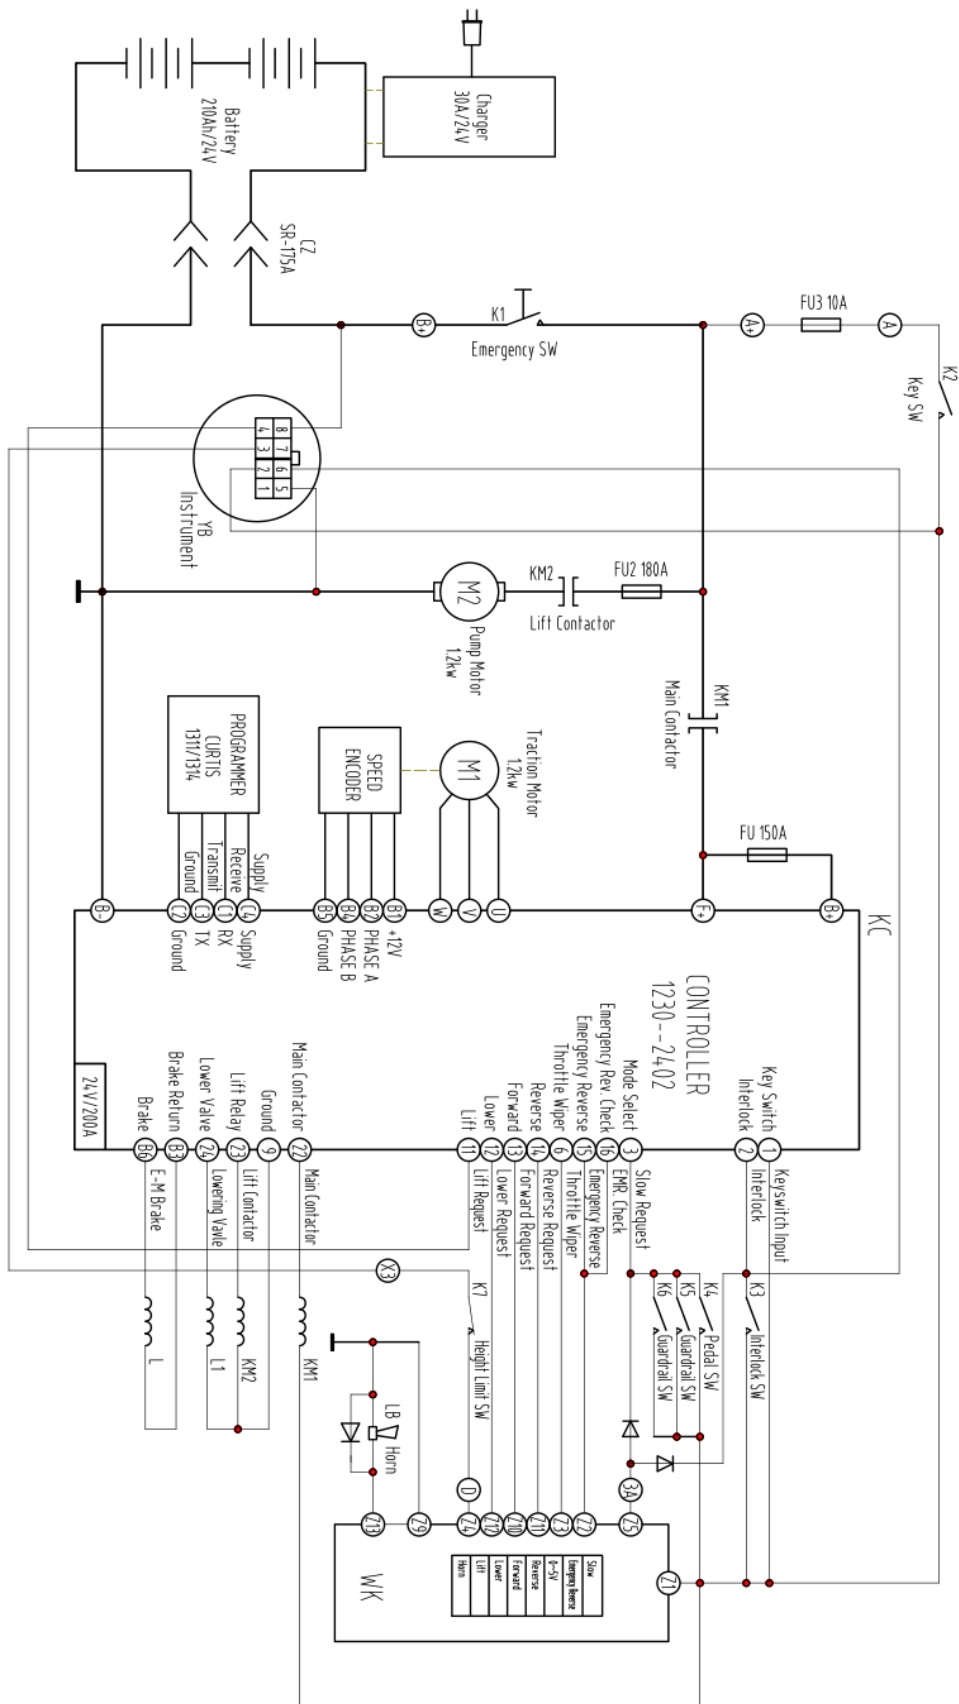 Charger
30A/24V
Battery
210Ah/24V
CZ
SR-175A
FU3 10A
A+
A
B+
K1
Emergency SW
K2
Key SW
4
8
3
7
2
6
1
5
YB
Instrument
M2
Pump Motor
1.2kw
KM2
Lift Contactor
FU2 180A
KM1
Main Contactor
PROGRAMMER
CURTIS
1311/1314
SPEED
ENCODER
M1
Traction Motor
1.2kw
FU 150A
Supply
Receive
Transmit
Ground
B-
C2
C3
C1
C4
B5
B4
B2
B1
W
V
U
F+
B+
KC
Ground
TX
RX
Supply
Ground
PHASE B
PHASE A
+12V
CONTROLLER
1230--2402
24V/200A
Brake
Brake Return
Lower Valve
Lift Relay
Ground
Main Contactor
Lift
Lower
Forward
Reverse
Throttle Wiper
Emergency Reverse
Emergency Rev. Check
Mode Select
Interlock
Key Switch
B6
B3
24
23
9
22
11
12
13
14
6
15
16
3
2
1
E-M Brake
Lowering Vavle
Lift Contactor
Main Contactor
Lift Request
Lower Request
Forward Request
Reverse Request
Throttle Wiper
Emergency Reverse
EMR. Check
Slow Request
Interlock
Keyswitch Input
X3
K7
Height Limit SW
K6
Guardrail SW
K5
Guardrail SW
K4
Pedal SW
K3
Interlock SW
L
L1
KM2
KM1
LB
Horn
D
3A
Z13
Z9
Z4
Z12
Z10
Z11
Z3
Z2
Z5
Z1
WK
Slow
Emergency Reverse
0-5V
Reverse
Forward
Lower
Lift
Horn